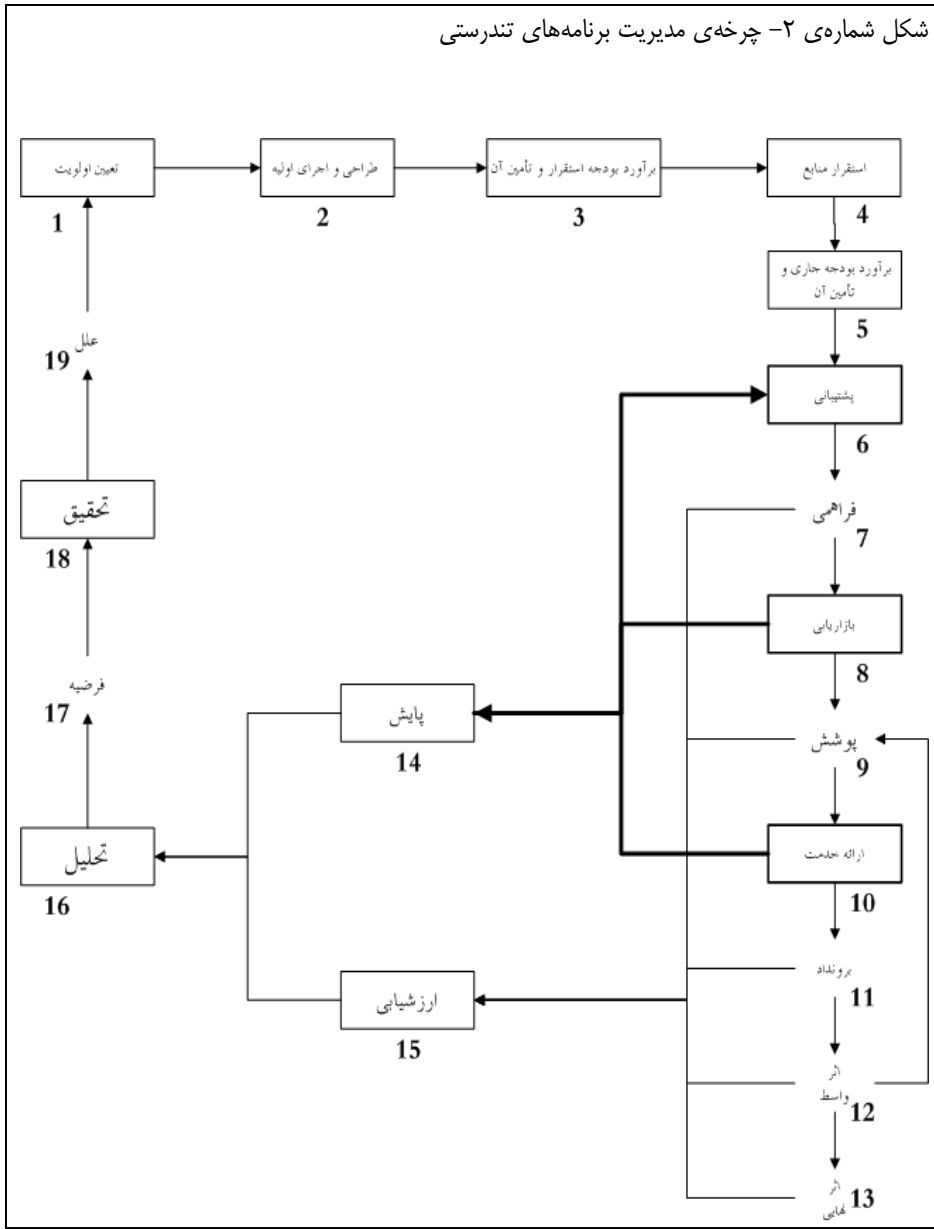 شکل شماره‌ی ۲- چرخه‌ی مدیریت برنامه‌های تندرستی
تعیین اولویت
1
طراحی و اجرای اولیه
2
برآورد بودجه استقرار و تأمین آن
3
استقرار منابع
4
برآورد بودجه جاری و
تأمین آن
5
پشتیبانی
6
فراهمی
7
بازاریابی
8
پوشش
9
ارائه خدمت
10
برونداد
11
اثر
واسط
12
اثر
نهایی
13
پایش
14
ارزشیابی
15
تحلیل
16
فرضیه
17
تحقیق
18
علل
19